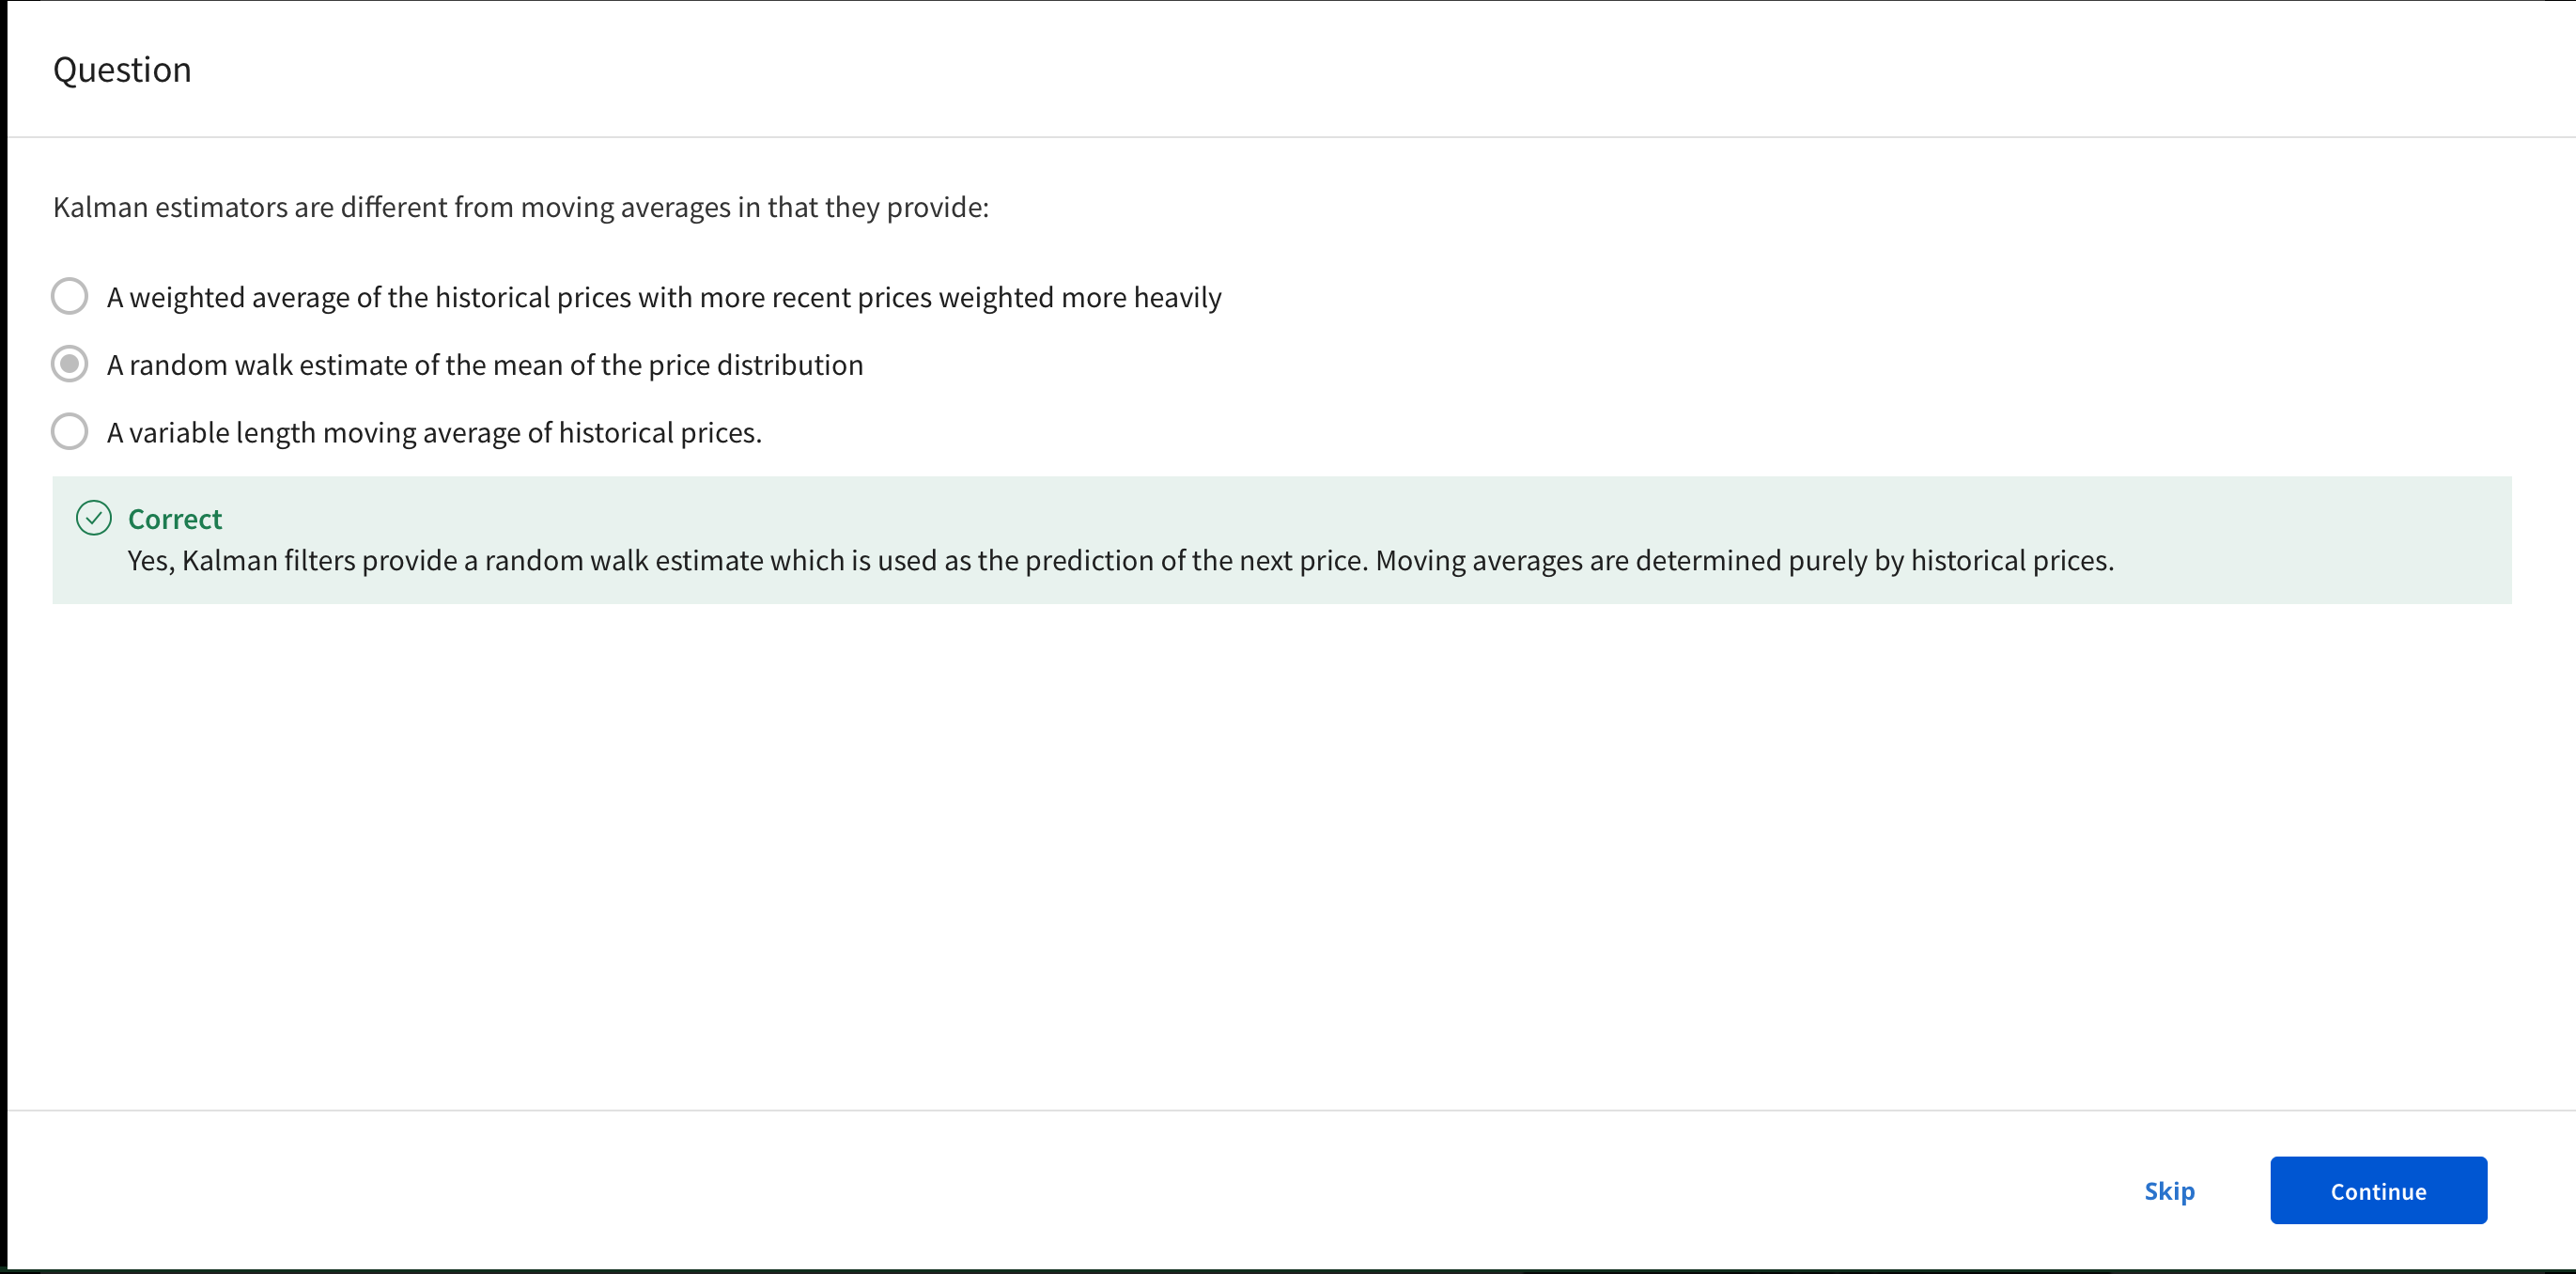 Question
Kalman estimators are different from moving averages in that they provide:
A weighted average of the historical prices with more recent prices weighted more heavily
A random walk estimate of the mean of the price distribution
A variable length moving average of historical prices.
Correct
Yes, Kalman filters provide a random walk estimate which is used as the prediction of the next price. Moving averages are determined purely by historical prices.
Skip
Continue